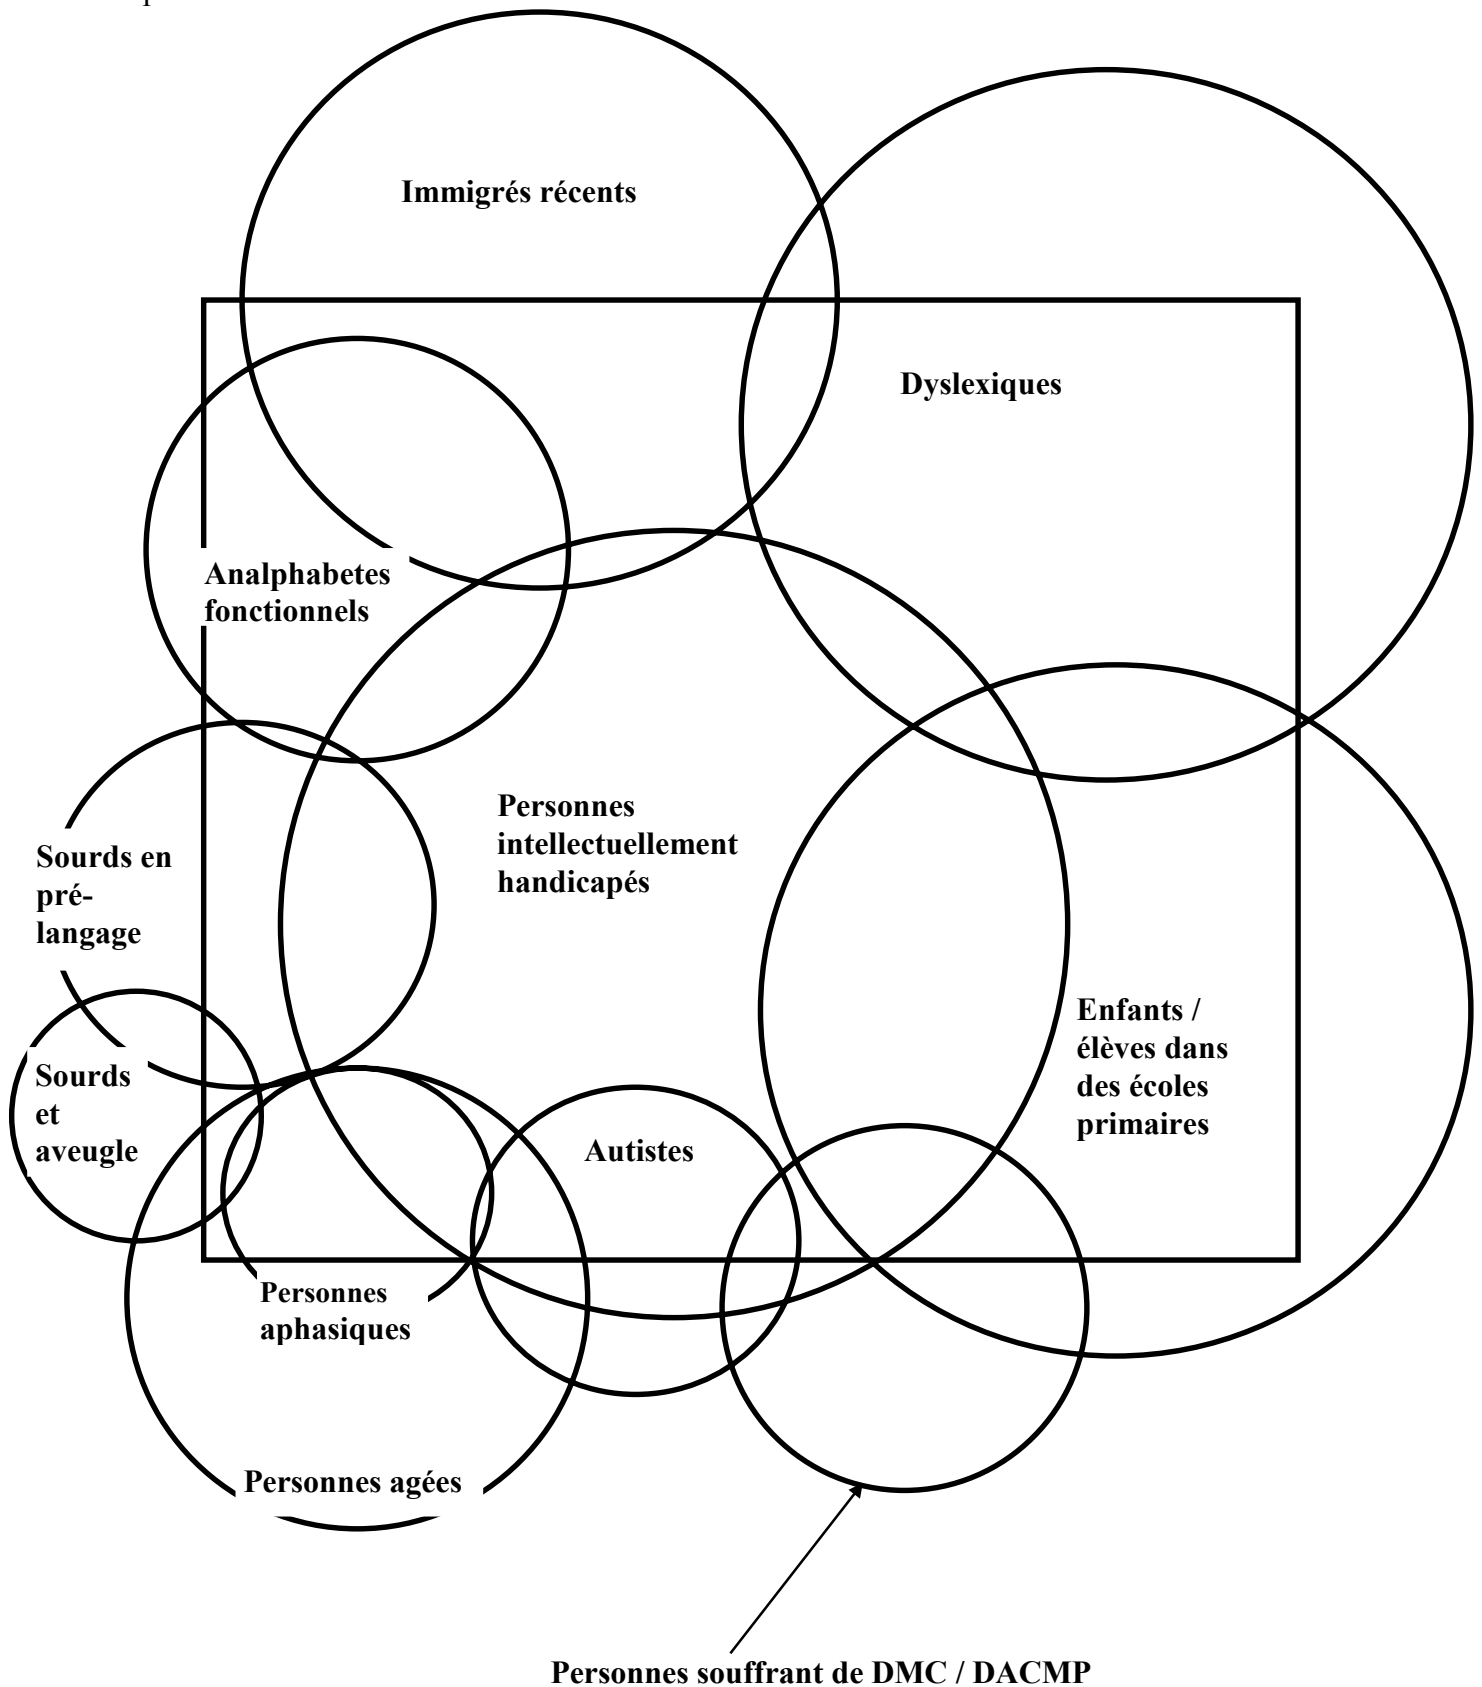 Immigrés récents
Dyslexiques
Analphabetes
fonctionnels
Personnes
intellectuellement
handicapés
Sourds en
pré-
langage
Enfants /
élèves dans
des écoles
primaires
Sourds
et
aveugle
Autistes
Personnes
aphasiques
Personnes agées
Personnes souffrant de DMC / DACMP